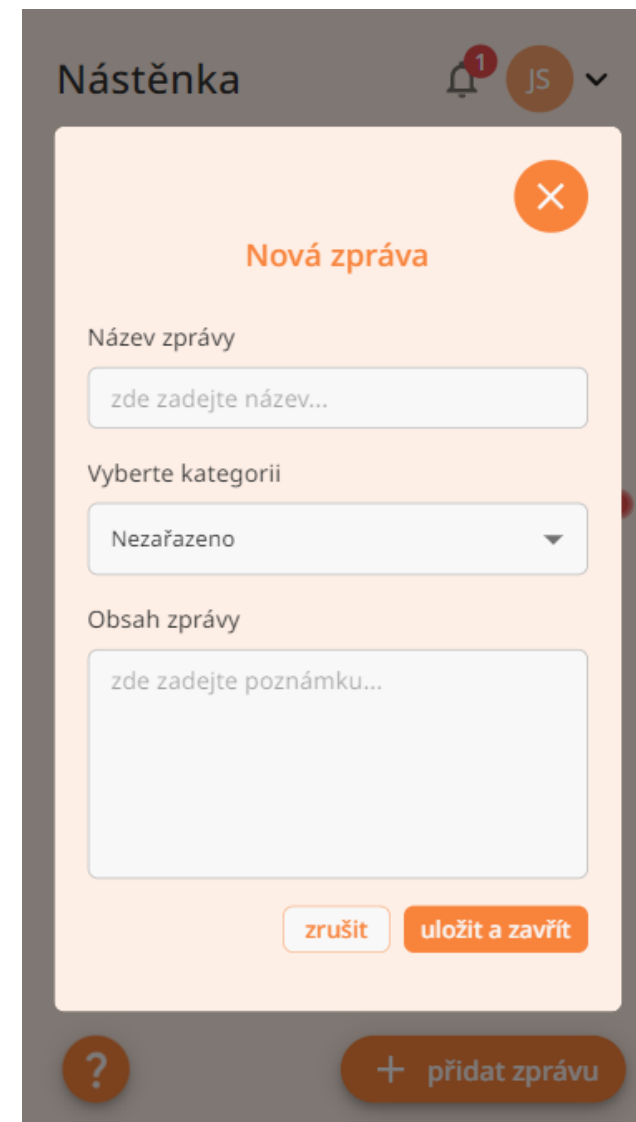 Nástěnka
1
JS
Nová zpráva
Název zprávy
zde zadejte název...
Vyberte kategorii
Nezařazeno
Obsah zprávy
zde zadejte poznámku...
zrušit
uložit a zavřít
?
+ přidat zprávu